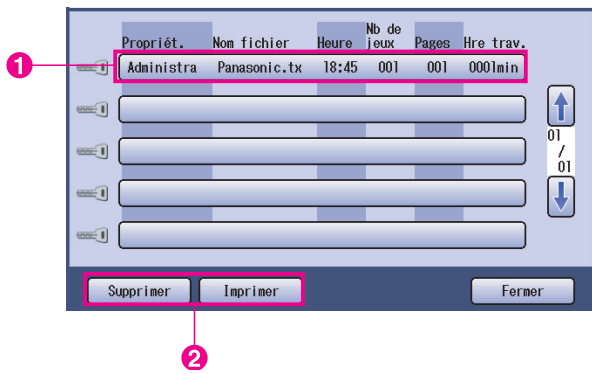 Nb de
Propriét. Nom fichier Heure jeux Pages Hre trav.
1 Administra Panasonic.tx 18:45 001 001 0001min
01
/
01
Supprimer Imprimer Fermer
2